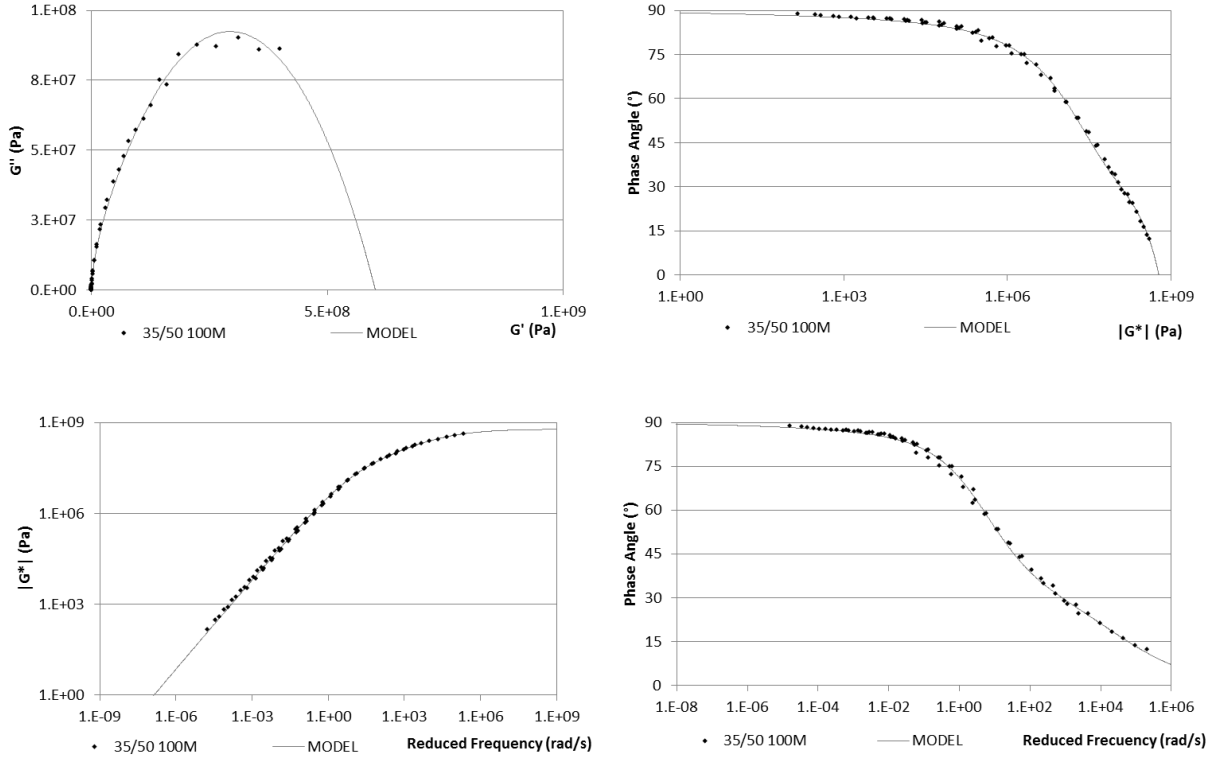 1.E+08
8.E+07
5.E+07
3.E+07
0.E+00
G'' (Pa)
0.E+00 5.E+08 1.E+09
35/50 100M MODEL G' (Pa)
90
75
60
45
30
15
0
Phase Angle (°)
1.E+00 1.E+03 1.E+06 1.E+09
35/50 100M MODEL |G*| (Pa)
1.E+09
1.E+06
1.E+03
1.E+00
|G*| (Pa)
1.E-09 1.E-06 1.E-03 1.E+00 1.E+03 1.E+06 1.E+09
35/50 100M MODEL Reduced Frequency (rad/s)
90
75
60
45
30
15
0
Phase Angle (°)
1.E-08 1.E-06 1.E-04 1.E-02 1.E+00 1.E+02 1.E+04 1.E+06
35/50 100M MODEL Reduced Frecuency (rad/s)